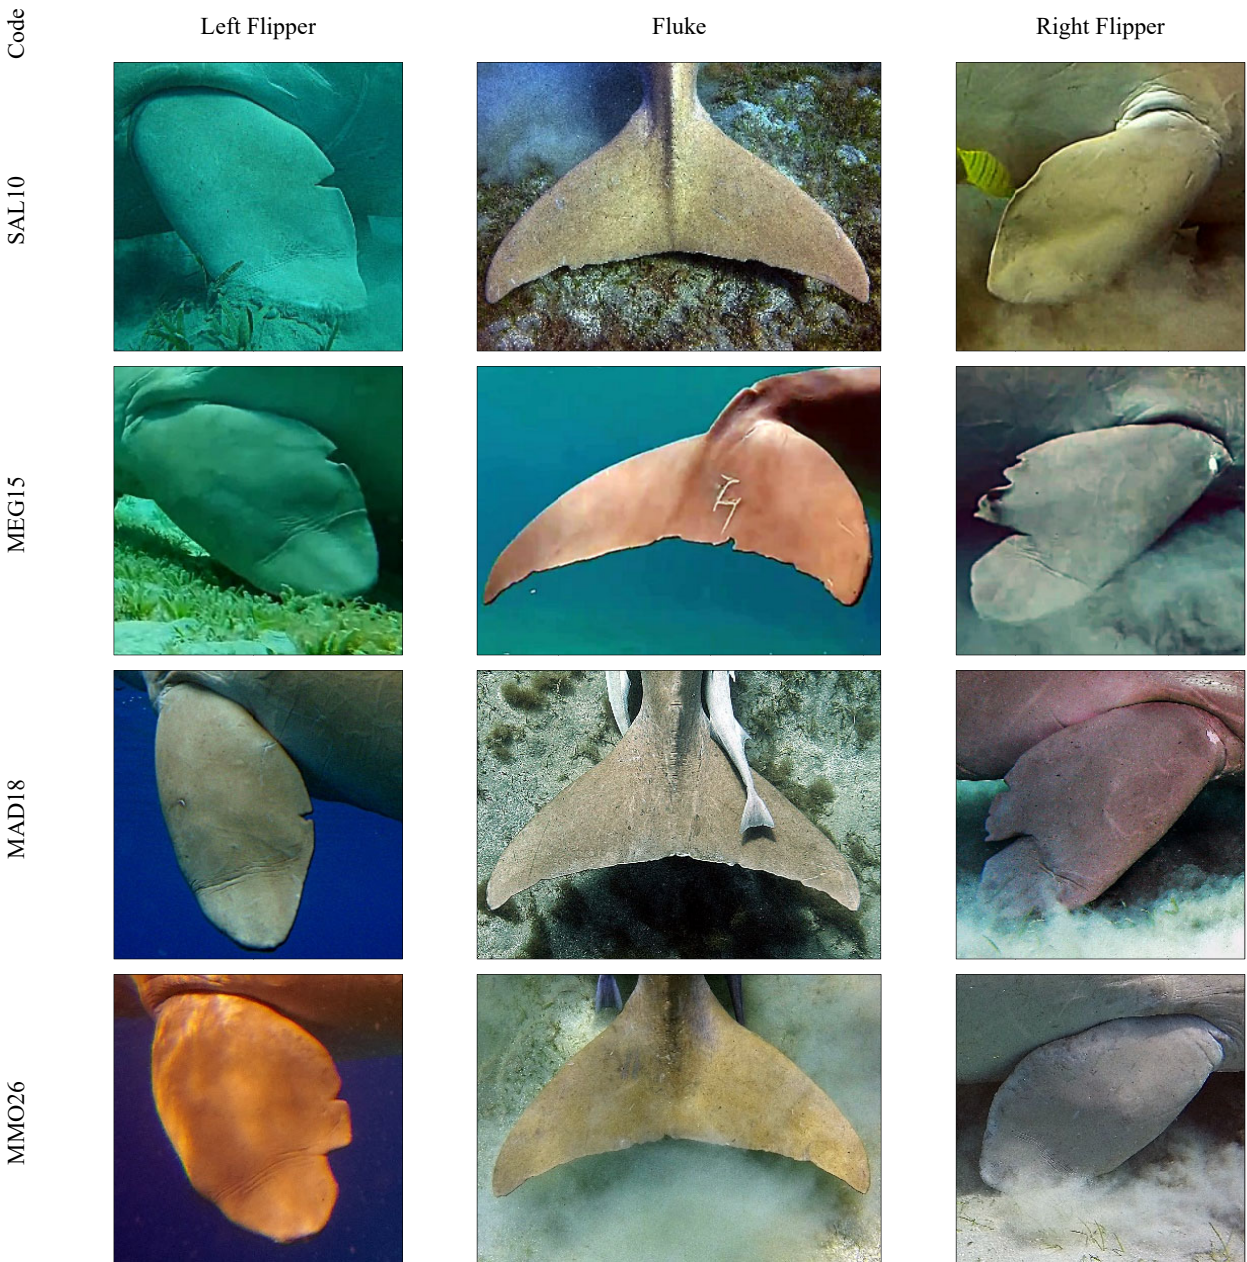 Code
Left Flipper
Fluke
Right Flipper
SAL10
MEG15
MAD18
MMO26